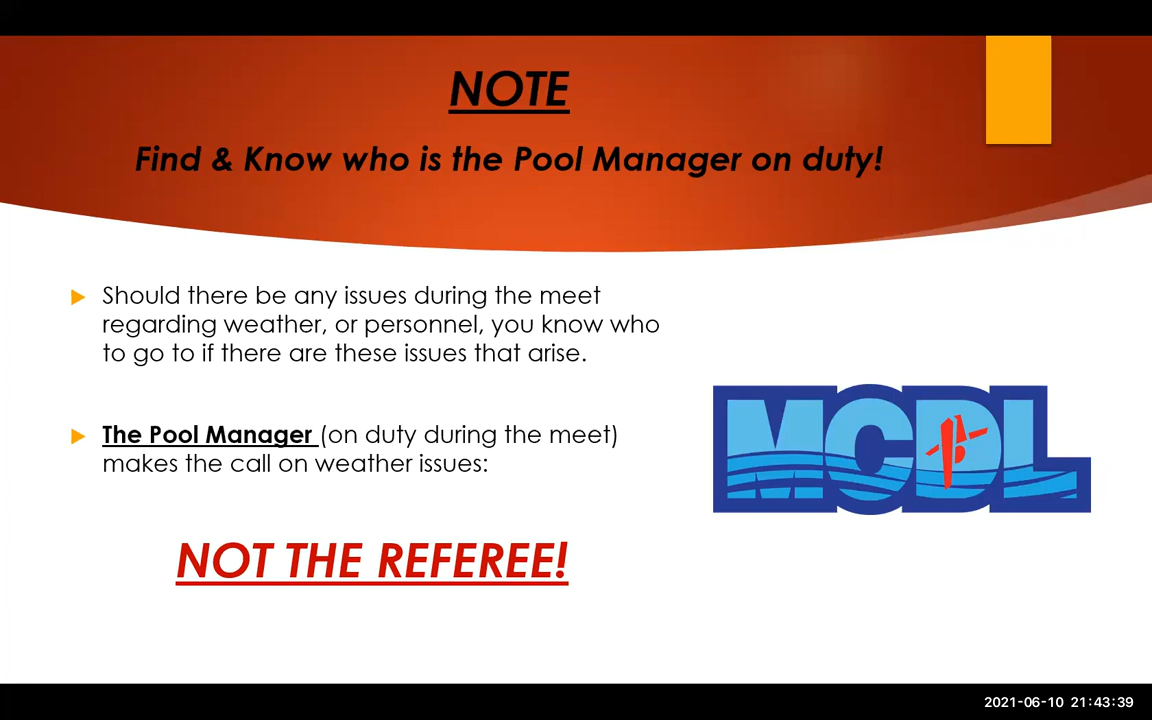 NOTE
Find & Know who is the Pool Manager on duty!
Should there be any issues during the meet
regarding weather, or personnel, you know who
to go to if there are these issues that arise.
The Pool Manager (on duty during the meet)
makes the call on weather issues:
MCDL
NOT THE REFEREE!
2021-06-10 21:43:39